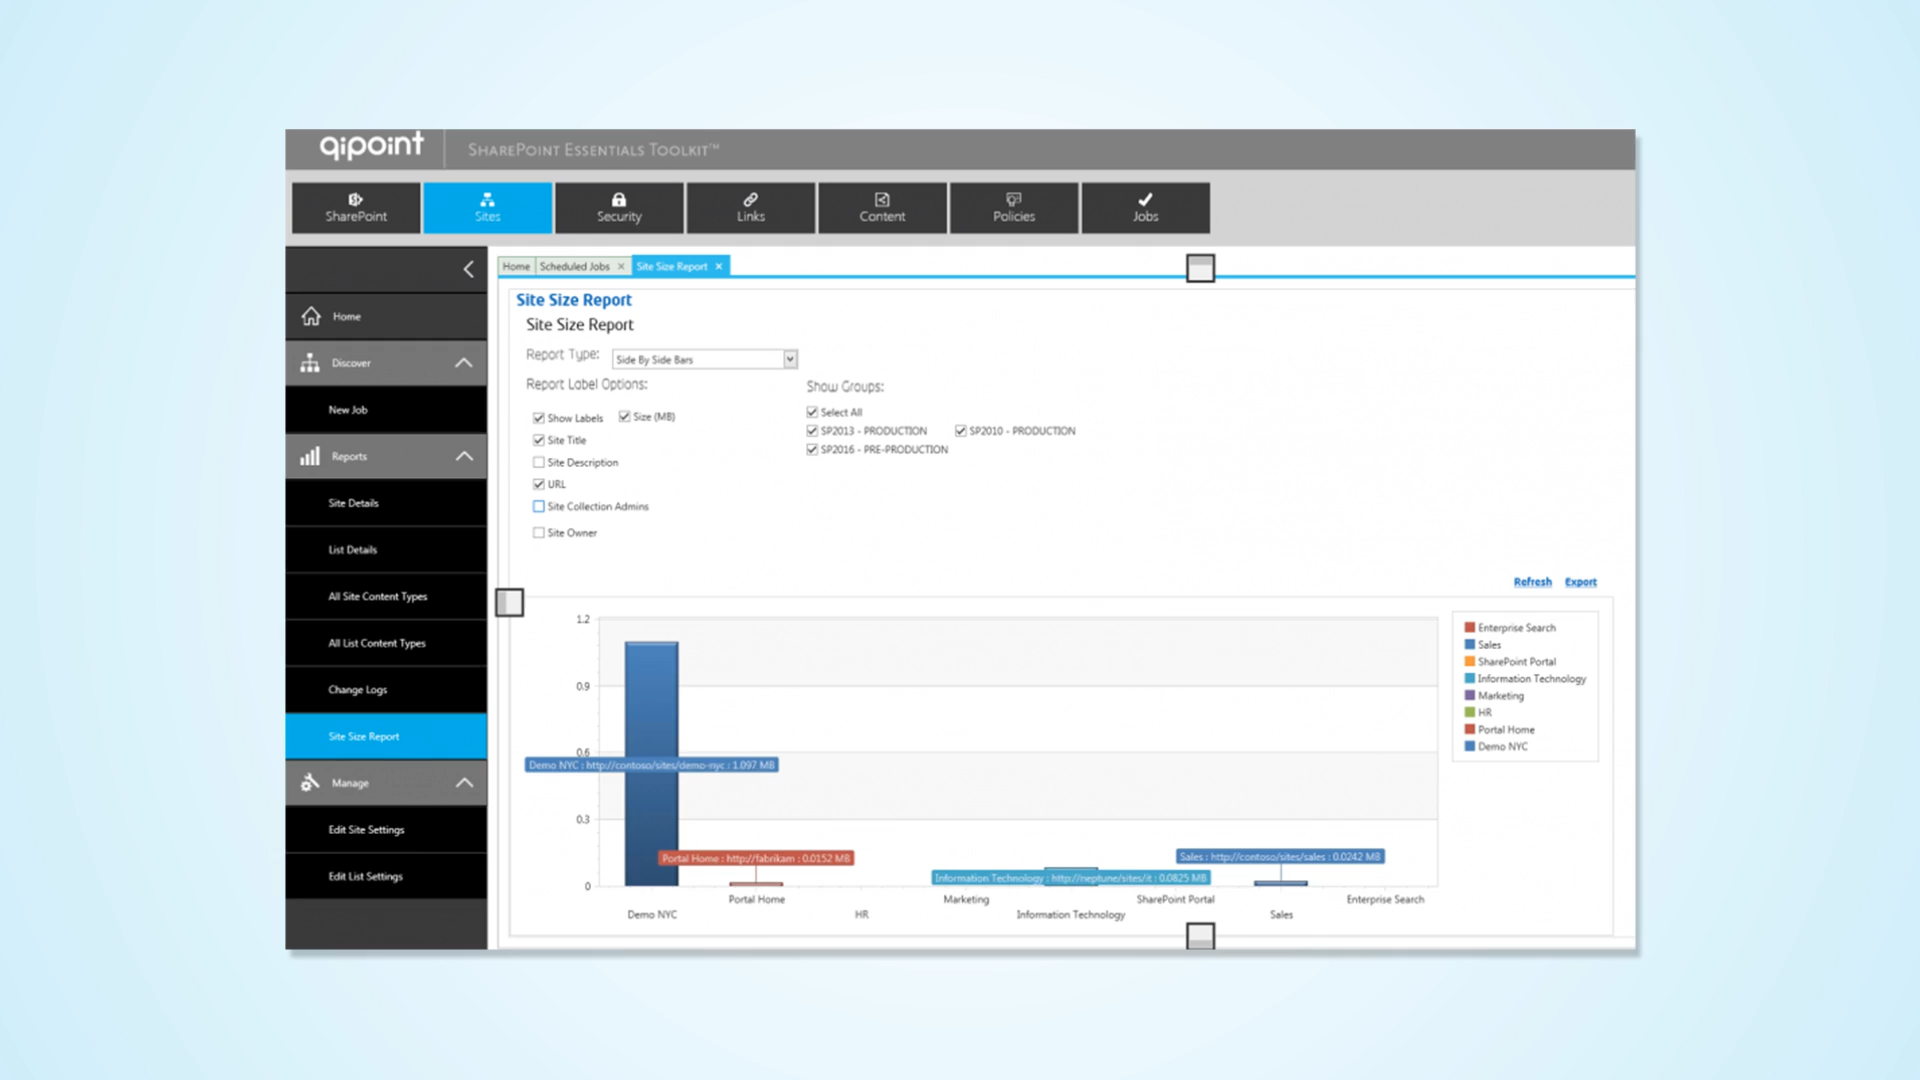 qipoint
SharePoint Essentials Toolkit™
SharePoint
Sites
Security
Links
Content
Policies
Jobs
Home
Discover
New Job
Reports
Site Details
List Details
All Site Content Types
All List Content Types
Change Logs
Site Size Report
Manage
Edit Site Settings
Edit List Settings
Home
Scheduled Jobs
Site Size Report
Site Size Report
Site Size Report
Report Type:
Side By Side Bars
Report Label Options:
Show Labels
Size (MB)
Site Title
Site Description
URL
Site Collection Admins
Site Owner
Show Groups:
Select All
SP2013 - PRODUCTION
SP2010 - PRODUCTION
SP2016 - PRE-PRODUCTION
Refresh
Export
1.2
0.9
0.6
0.3
0
Demo NYC : http://contoso/sites/demo-nyc : 1.097 MB
Portal Home : http://fabrikam : 0.0152 MB
Information Technology : http://neptune/sites/it : 0.0825 MB
Sales : http://contoso/sites/sales : 0.0242 MB
Demo NYC
Portal Home
HR
Marketing
Information Technology
SharePoint Portal
Sales
Enterprise Search
Enterprise Search
Sales
SharePoint Portal
Information Technology
Marketing
HR
Portal Home
Demo NYC